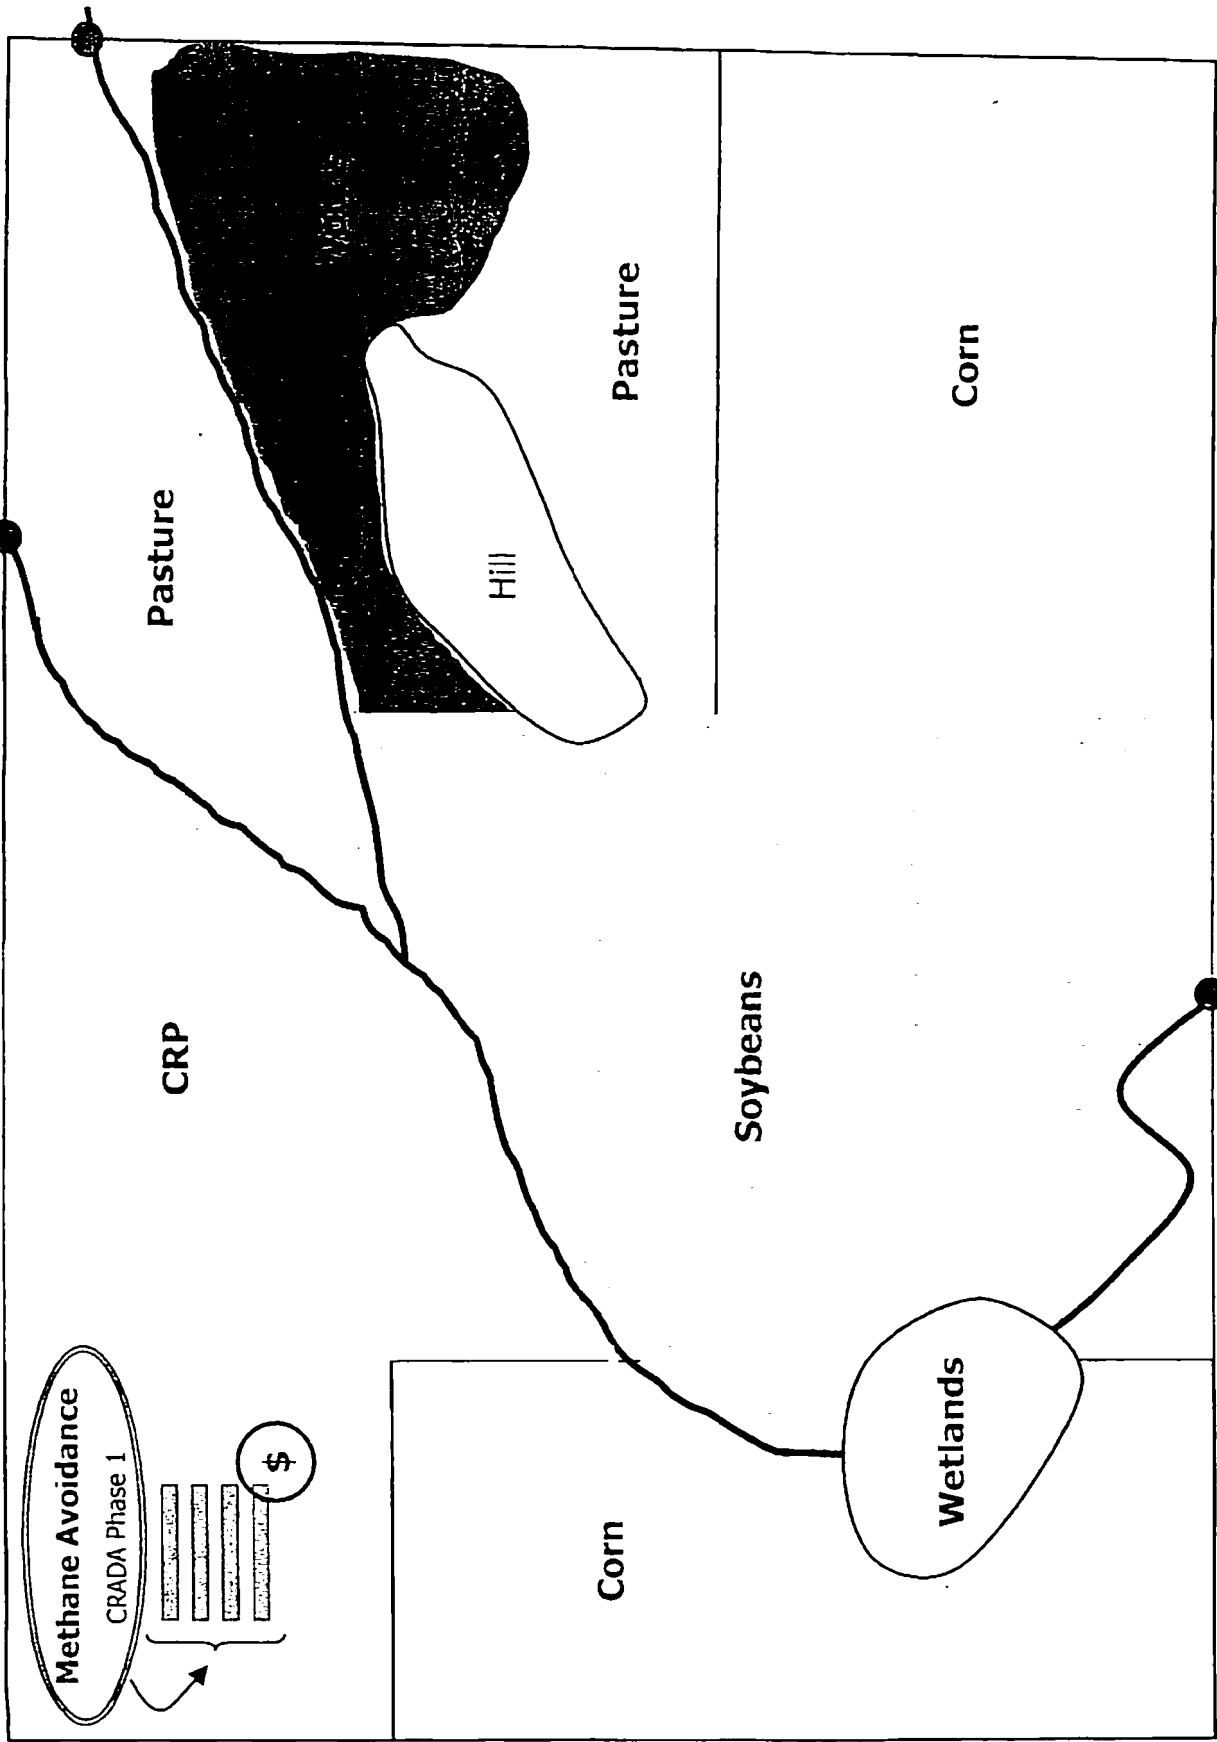 Methane Avoidance
CRADA Phase 1
$
CRP
Pasture
Hill
Pasture
Corn
Soybeans
Corn
Wetlands